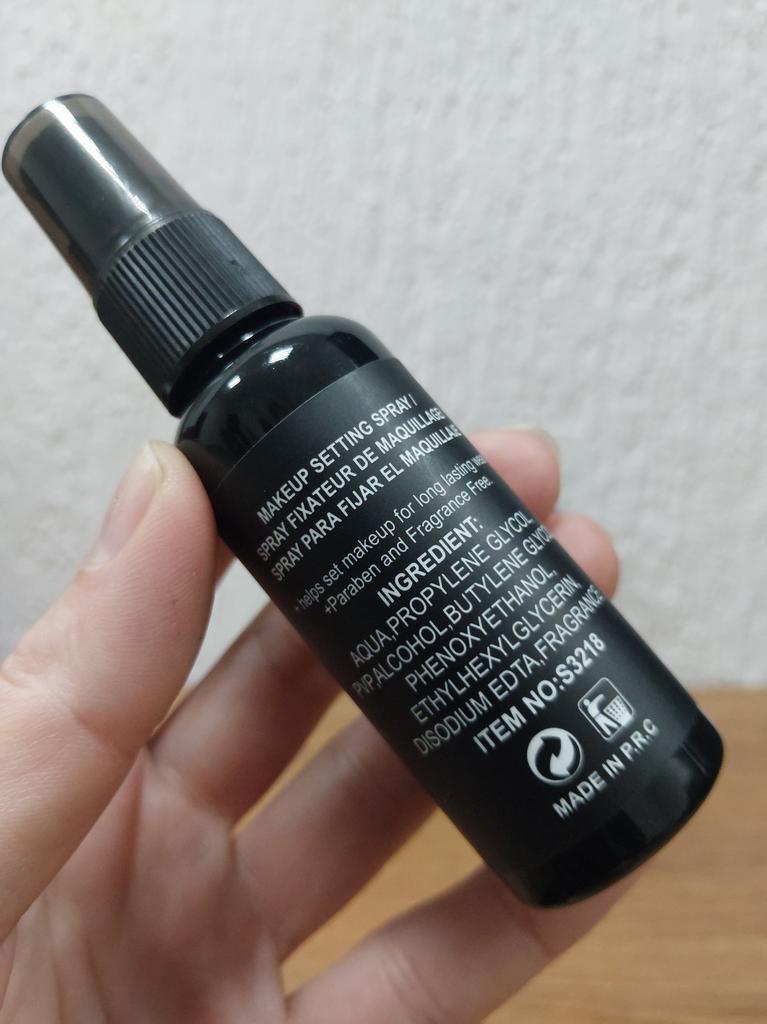 MAKEUP SETTING SPRAY |
SPRAY FIXATEUR DE MAQUILLAGE
SPRAY PARA FIJAR EL MAQUILLAJE
+ helps set makeup for long lasting
+Paraben and Fragrance Free.
INGREDIENT:
AQUA,PROPYLENE GLYCOL,
PVP,ALCOHOL,BUTYLENE
PHENOXYETHANOL,
ETHYLHEXYLGLYCERIN,
DISODIUM EDTA,FRAGRANCE
ITEM NO:S3218
MADE IN P.R.C